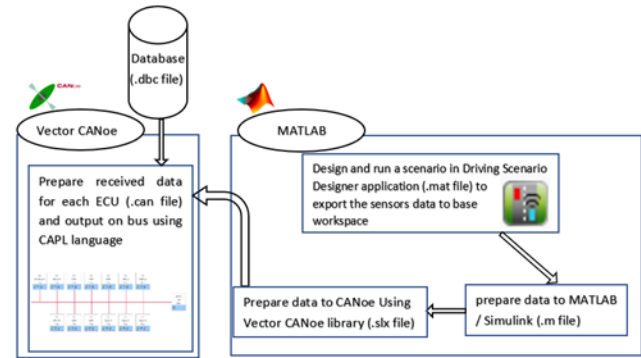 Database
(.dbc file)
CANoe
Vector CANoe
MATLAB
Prepare received data
for each ECU (.can file)
and output on bus using
CAPL language
Design and run a scenario in Driving Scenario
Designer application (.mat file) to
export the sensors data to base
workspace
Prepare data to CANoe Using
Vector CANoe library (.slx file)
prepare data to MATLAB
/ Simulink (.m file)